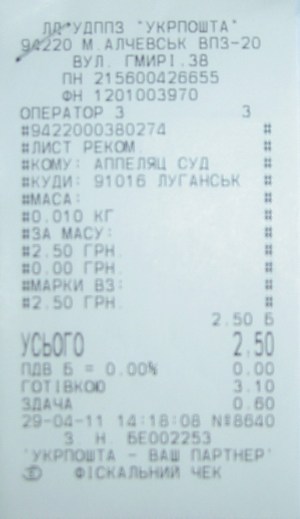 ЛД УДППЗ "УКРПОШТА"
94220 М.АЛЧЕВСЬК ВПЗ-20
ВУЛ. ГМИРІ.38
ПН 215600426655
ФН 1201003970
ОПЕРАТОР 3 3
#9422000380274 #
#ЛИСТ РЕКОМ. #
#КОМУ: АППЕЛЯЦ СУД #
#КУДИ: 91016 ЛУГАНСЬК #
#МАСА: #
#0.010 КГ #
#ЗА МАСУ: #
#2.50 ГРН. #
#0.00 ГРН. #
#МАРКИ ВЗ: #
#2.50 ГРН. #
2.50 Б
УСЬОГО 2.50
ПДВ Б = 0.00% 0.00
ГОТІВКОЮ 3.10
ЗДАЧА 0.60
29-04-11 14:18:08 №8640
З Н БЕ002253
"УКРПОШТА - ВАШ ПАРТНЕР"
ФІСКАЛЬНИЙ ЧЕК